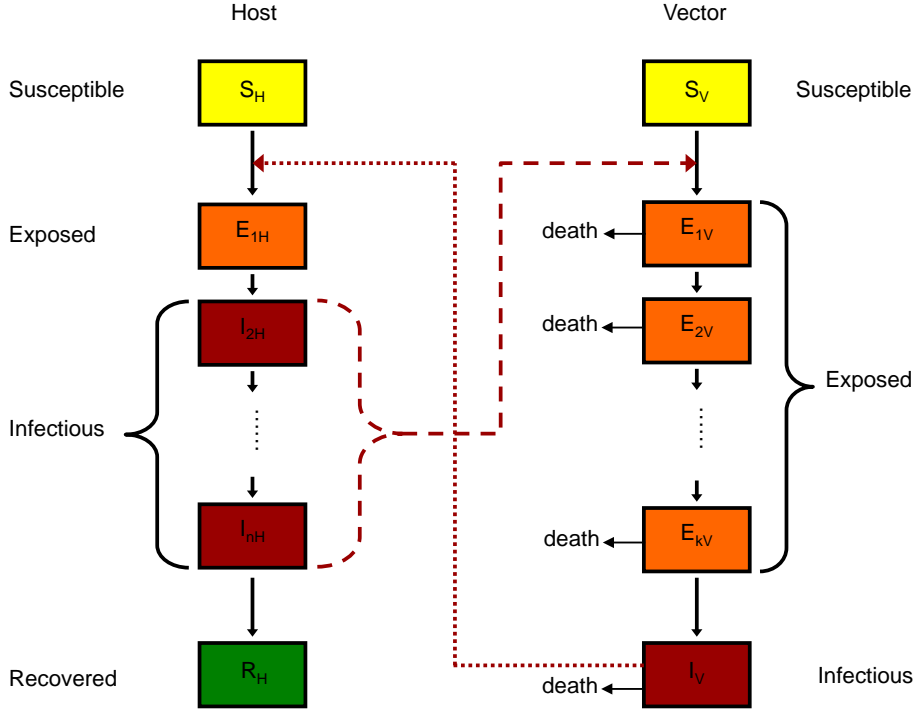 Host Vector
Susceptible S_H S_V Susceptible
Exposed E_1H death E_1V
I_2H death E_2V
Exposed
Infectious
I_nH death E_kV
Recovered R_H death I_V Infectious